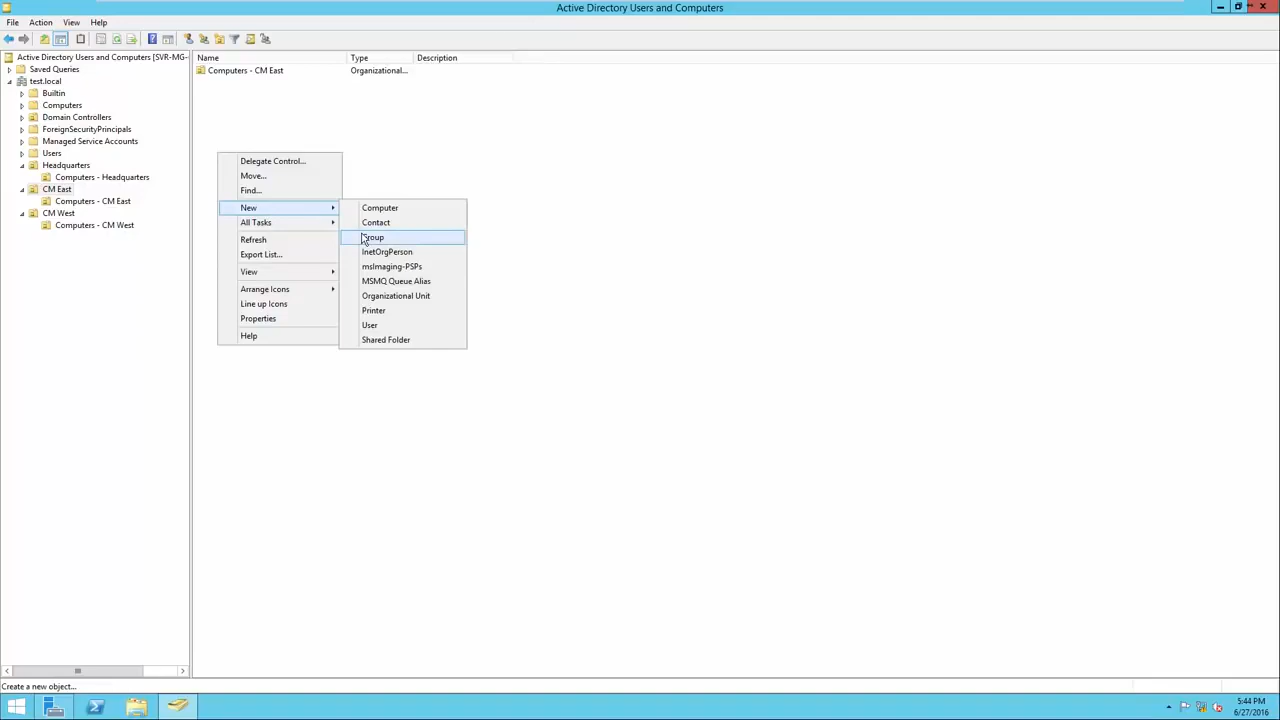 Active Directory Users and Computers
File Action View Help
Active Directory Users and Computers [SVR-MG-
Saved Queries
test.local
Builtin
Computers
Domain Controllers
ForeignSecurityPrincipals
Managed Service Accounts
Users
Headquarters
Computers - Headquarters
CM East
Computers - CM East
CM West
Computers - CM West
Name Type Description
Computers - CM East Organizational...
Delegate Control...
Move...
Find...
New
All Tasks
Refresh
Export List...
View
Arrange Icons
Line up Icons
Properties
Help
Computer
Contact
Group
InetOrgPerson
msImaging-PSPs
MSMQ Queue Alias
Organizational Unit
Printer
User
Shared Folder
Create a new object...
5:44 PM
6/27/2016